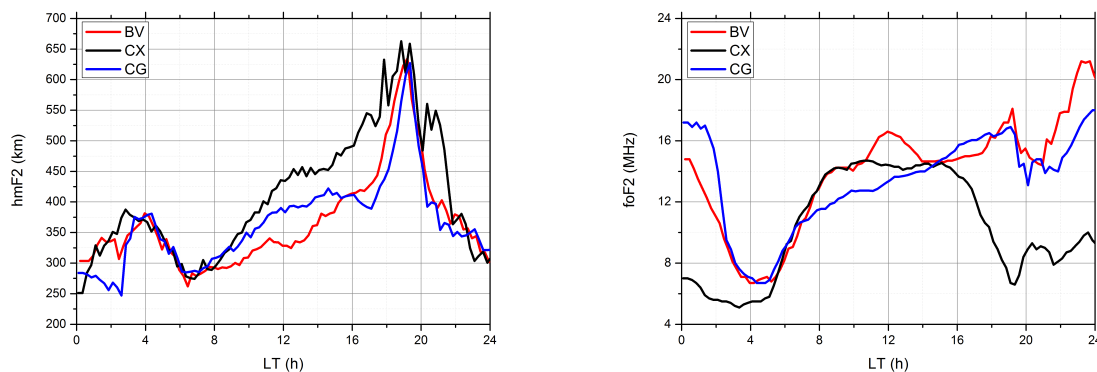 BV
CX
CG
700
650
600
550
500
450
400
350
300
250
200
hmF2 (km)
0 4 8 12 16 20 24
LT (h)
BV
CX
CG
24
20
16
12
8
4
foF2 (MHz)
0 4 8 12 16 20 24
LT (h)